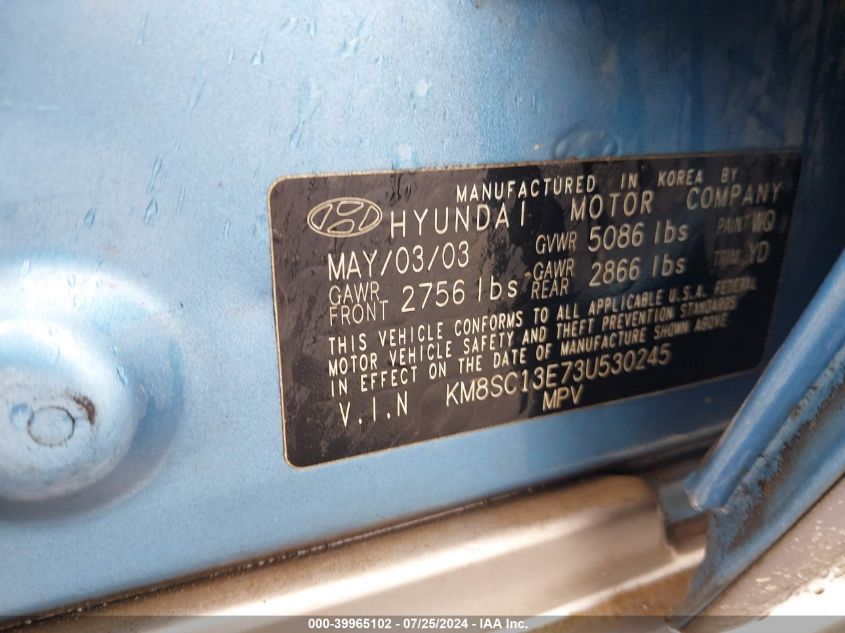 MANUFACTURED IN KOREA BY
HYUNDAI MOTOR COMPANY
MAY/03/03 GVWR 5086 lbs PAINT WQ
GAWR FRONT 2756 lbs GAWR REAR 2866 lbs TRIM YD
THIS VEHICLE CONFORMS TO ALL APPLICABLE U.S.A. FEDERAL
MOTOR VEHICLE SAFETY AND THEFT PREVENTION STANDARDS
IN EFFECT ON THE DATE OF MANUFACTURE SHOWN ABOVE
V.I.N KM8SC13E73U530245
MPV
000-39965102 - 07/25/2024 - IAA Inc.